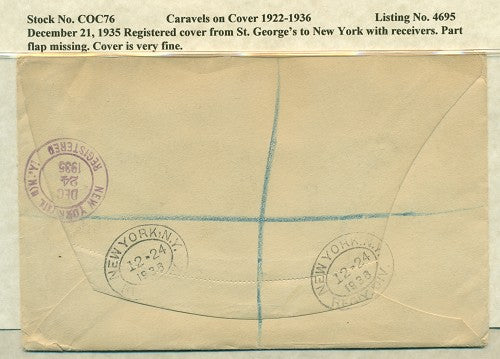 Stock No. COC76 Caravels on Cover 1922-1936 Listing No. 4695
December 21, 1935 Registered cover from St. George's to New York with receivers. Part
flap missing. Cover is very fine.
REGISTERED
DEC
24
1935
NEW YORK
NEW YORK, N.Y.
12-24
1935
NEW YORK, N.Y.
12-24
1935